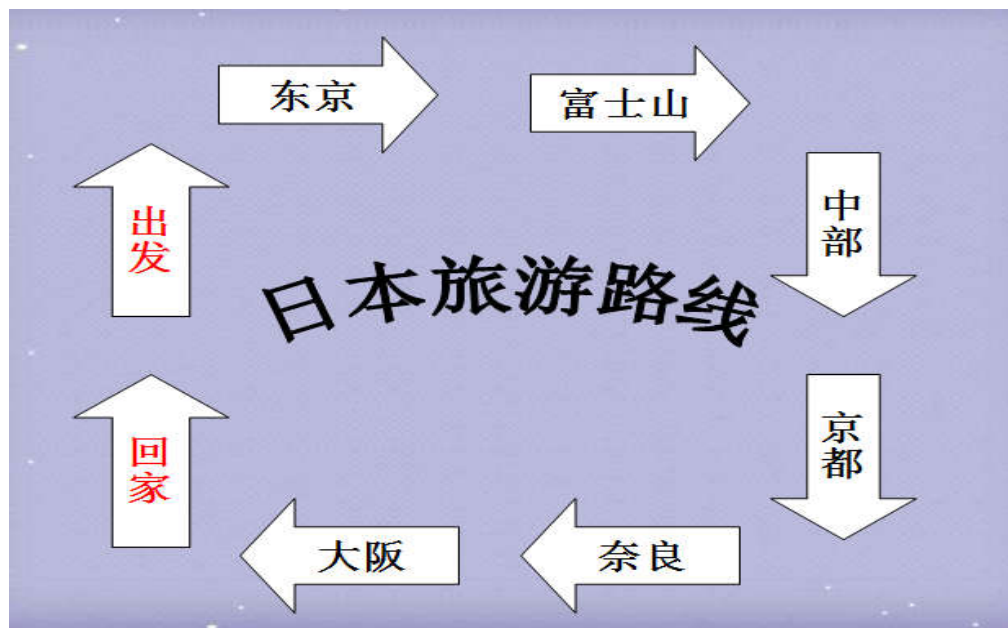 东京
富士山
出发
中部
日本旅游路线
回家
京都
大阪
奈良